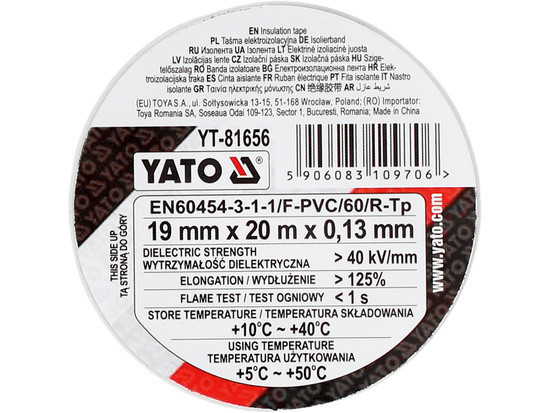 EN Insulation tape
PL Taśma elektroizolacyjna DE Isolierband
RU Изолента UA Ізолента LT Elektrinė izoliacinė juosta
LV Izolācijas lente CZ Izolační páska SK Izolačná páska HU Szige-
telőszalag RO Banda izolatoare BG Електроизолационна лента HR Elek-
troizolacijska traka ES Cinta aislante FR Ruban électrique PT Fita isolante IT Nastro
isolante GR Ταινία ηλεκτρικής μόνωσης CN 绝缘胶带 AR شريط عازل
(EU) TOYA S.A., ul. Sołtysowicka 13-15, 51-168 Wrocław, Poland; (RO) Importator:
Toya Romania SA, Soseaua Odai 109-123, Sector 1, Bucuresti, Romania; Made in P.R.C.
YT-81656
YATO
5 906083 109706
EN60454-3-1-1/F-PVC/60/R-Tp
19 mm x 20 m x 0,13 mm
DIELECTRIC STRENGTH
WYTRZYMAŁOŚĆ DIELEKTRYCZNA > 40 kV/mm
ELONGATION / WYDŁUŻENIE > 125%
FLAME TEST / TEST OGNIOWY < 1 s
STORE TEMPERATURE / TEMPERATURA SKŁADOWANIA
+10°C ~ +40°C
USING TEMPERATURE
TEMPERATURA UŻYTKOWANIA
+5°C ~ +50°C
THIS SIDE UP
TĄ STRONĄ DO GÓRY
www.yato.com
YATO
YATO